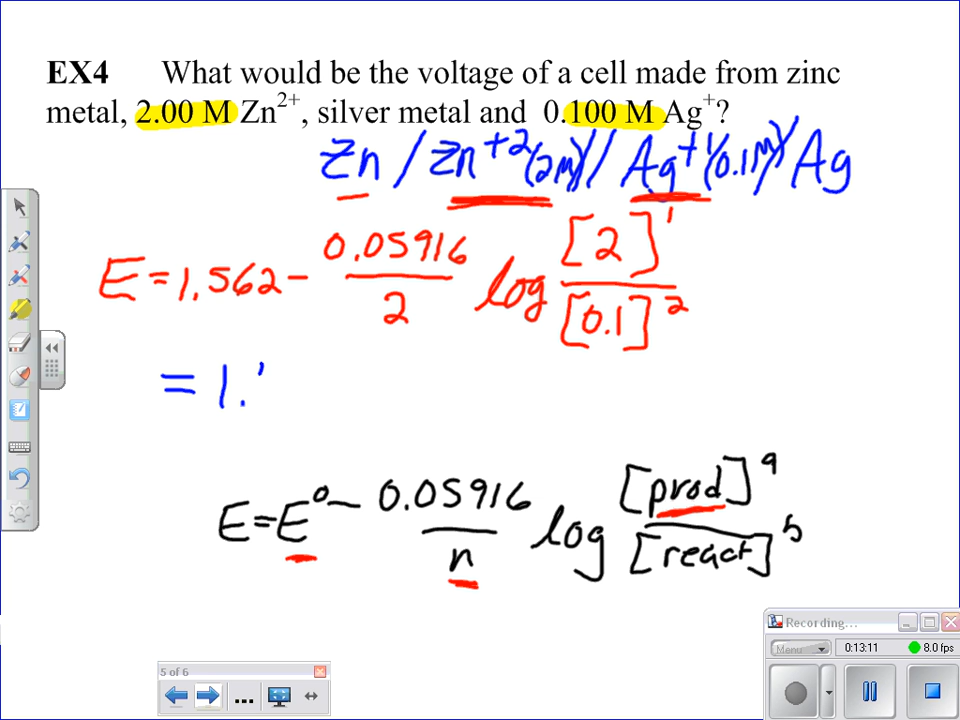 EX4 What would be the voltage of a cell made from zinc
metal, 2.00 M Zn²⁺, silver metal and 0.100 M Ag⁺?
Zn / Zn⁺²(2M) // Ag⁺¹(0.1M) / Ag
E = 1.562 - 0.05916/2 log [2]¹/[0.1]²
= 1.
E = E⁰ - 0.05916/n log [prod]ᵃ/[react]ᵇ
Recording...
Menu 0:13:11 8.0 fps
5 of 6
...